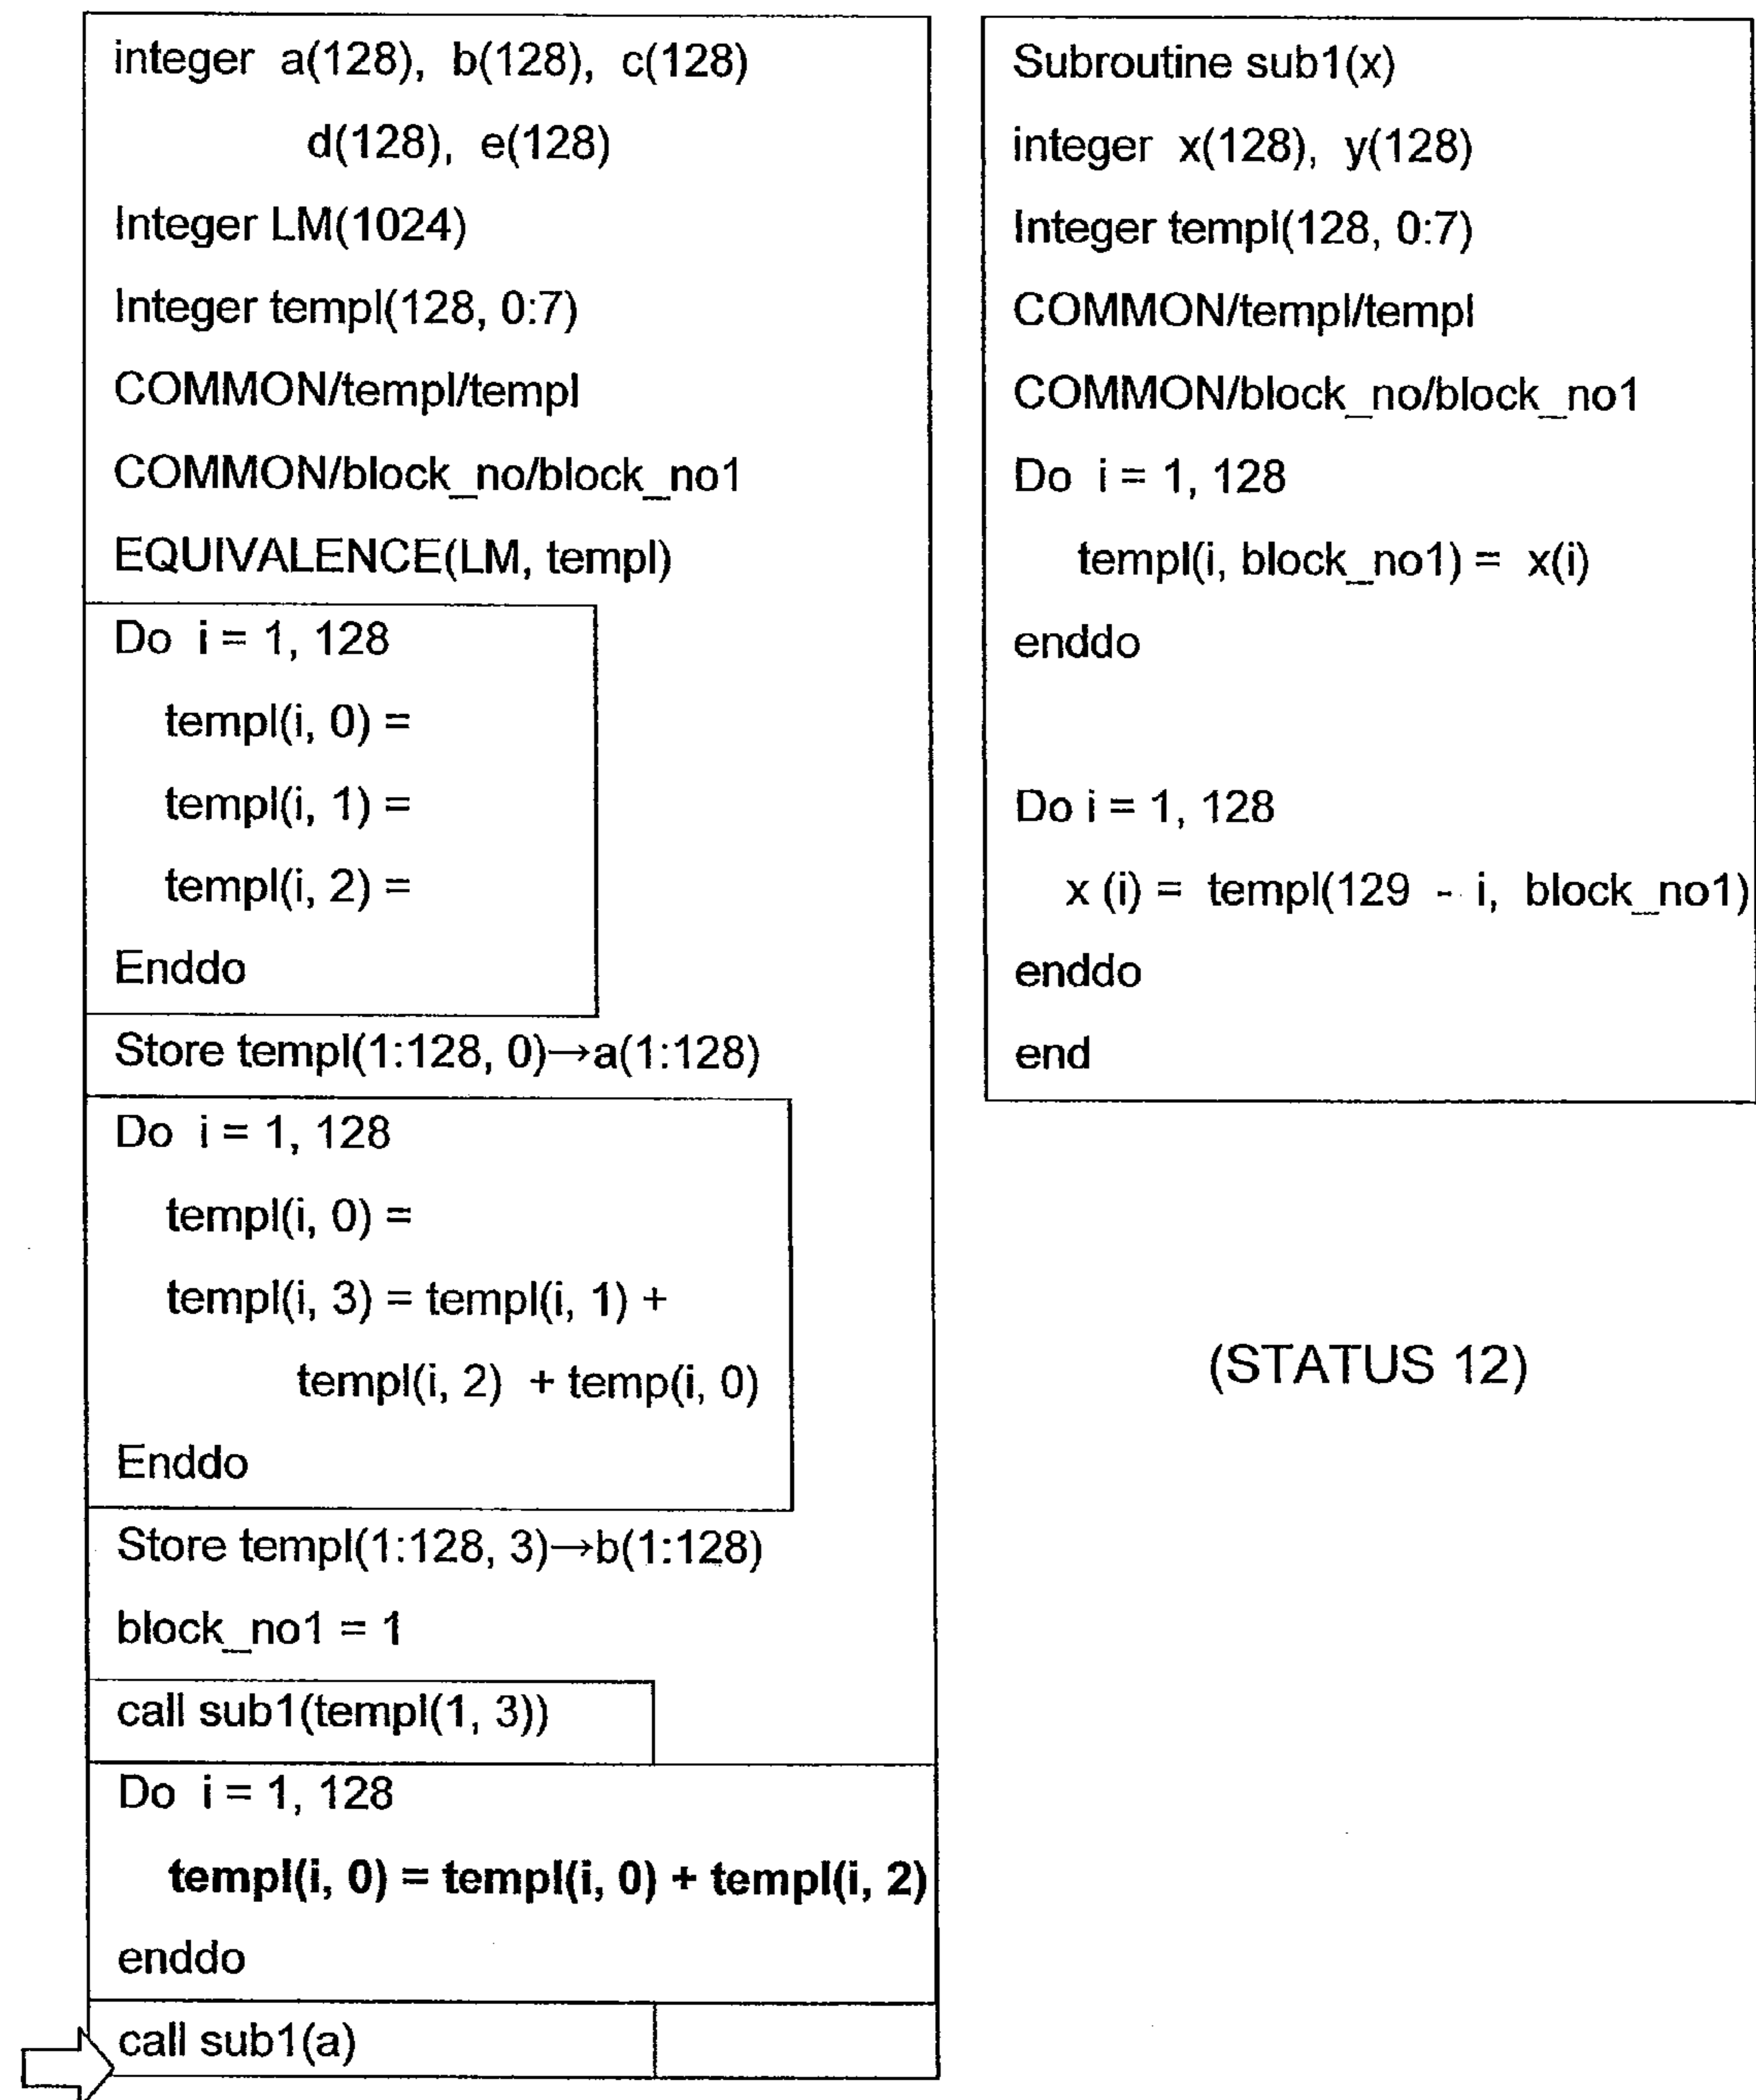 integer a(128), b(128), c(128)
d(128), e(128)
Integer LM(1024)
Integer templ(128, 0:7)
COMMON/templ/templ
COMMON/block_no/block_no1
EQUIVALENCE(LM, templ)
Do i = 1, 128
templ(i, 0) =
templ(i, 1) =
templ(i, 2) =
Enddo
Store templ(1:128, 0)→a(1:128)
Do i = 1, 128
templ(i, 0) =
templ(i, 3) = templ(i, 1) +
templ(i, 2) + temp(i, 0)
Enddo
Store templ(1:128, 3)→b(1:128)
block_no1 = 1
call sub1(templ(1, 3))
Do i = 1, 128
templ(i, 0) = templ(i, 0) + templ(i, 2)
enddo
call sub1(a)
Subroutine sub1(x)
integer x(128), y(128)
Integer templ(128, 0:7)
COMMON/templ/templ
COMMON/block_no/block_no1
Do i = 1, 128
templ(i, block_no1) = x(i)
enddo
Do i = 1, 128
x (i) = templ(129 - i, block_no1)
enddo
end
(STATUS 12)